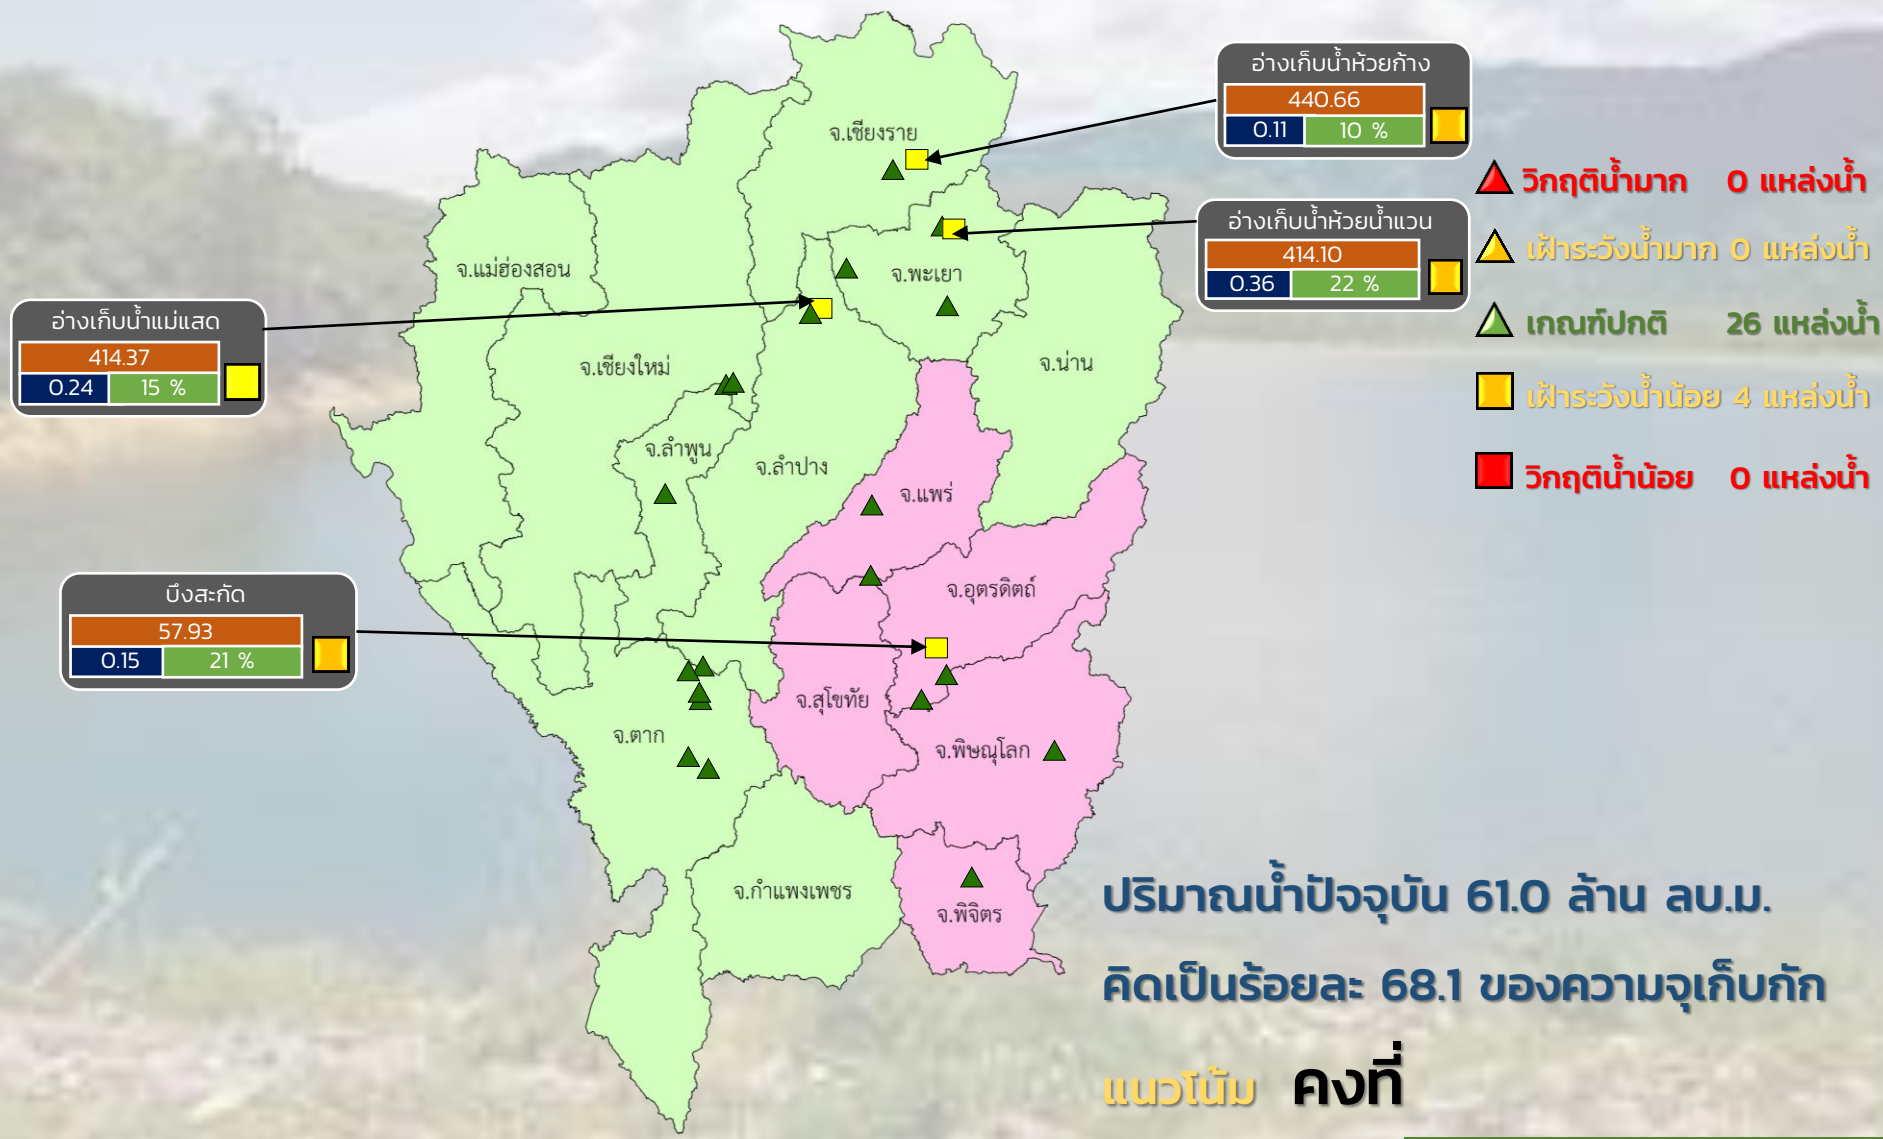 อ่างเก็บน้ำห้วยก้าง
440.66
0.11 10 %
จ.เชียงราย
วิกฤติน้ำมาก 0 แหล่งน้ำ
อ่างเก็บน้ำห้วยน้ำแวน
414.10
0.36 22 %
เฝ้าระวังน้ำมาก 0 แหล่งน้ำ
จ.แม่ฮ่องสอน
จ.พะเยา
อ่างเก็บน้ำแม่แสด
414.37
0.24 15 %
เกณฑ์ปกติ 26 แหล่งน้ำ
จ.เชียงใหม่
จ.น่าน
เฝ้าระวังน้ำน้อย 4 แหล่งน้ำ
จ.ลำพูน
จ.ลำปาง
วิกฤติน้ำน้อย 0 แหล่งน้ำ
จ.แพร่
บึงสะกัด
57.93
0.15 21 %
จ.อุตรดิตถ์
จ.สุโขทัย
จ.ตาก
จ.พิษณุโลก
จ.กำแพงเพชร
จ.พิจิตร
ปริมาณน้ำปัจจุบัน 61.0 ล้าน ลบ.ม.
คิดเป็นร้อยละ 68.1 ของความจุเก็บกัก
แนวโน้ม คงที่